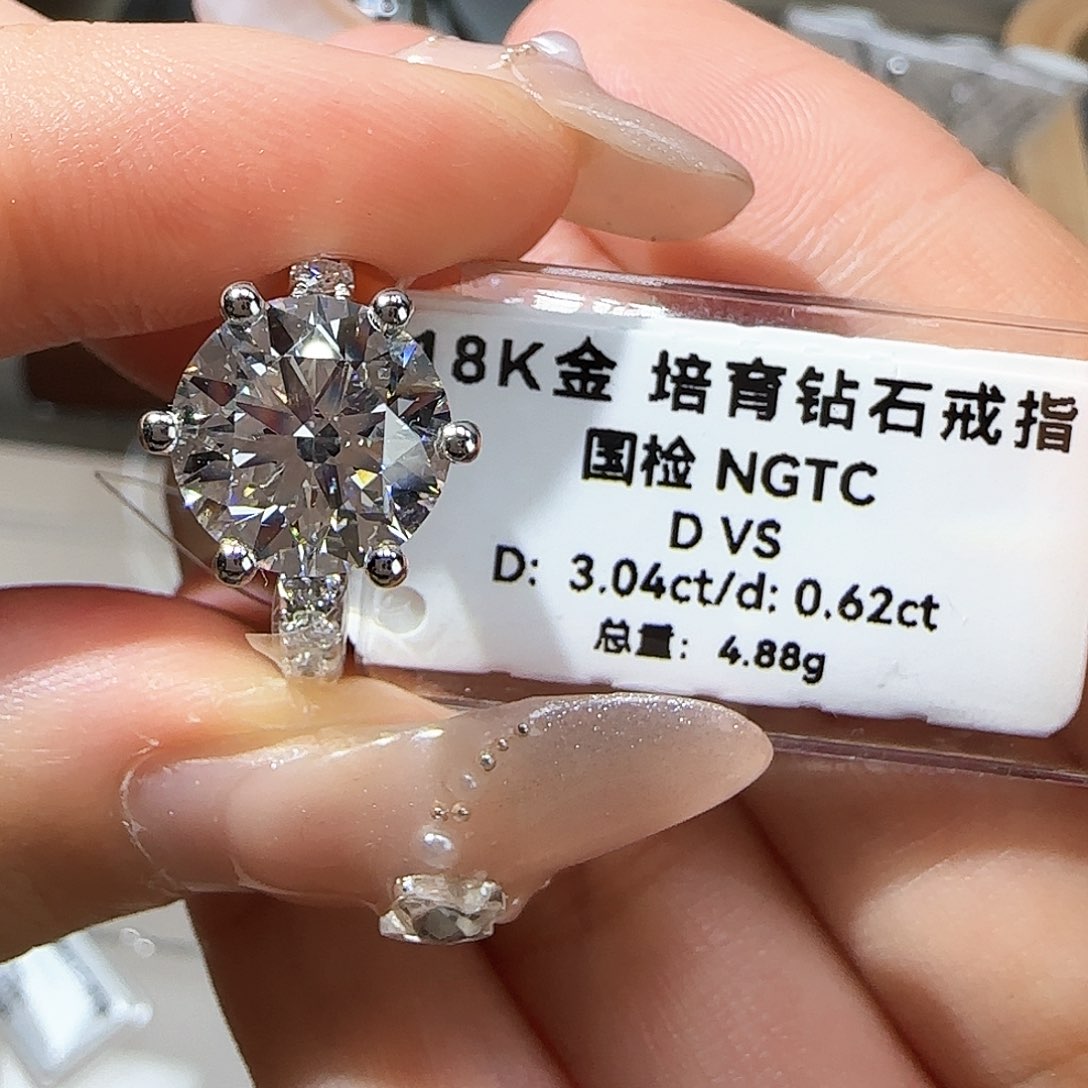 18K金 培育钻石戒指
国检 NGTC
D VS
D: 3.04ct/d: 0.62ct
总量: 4.88g